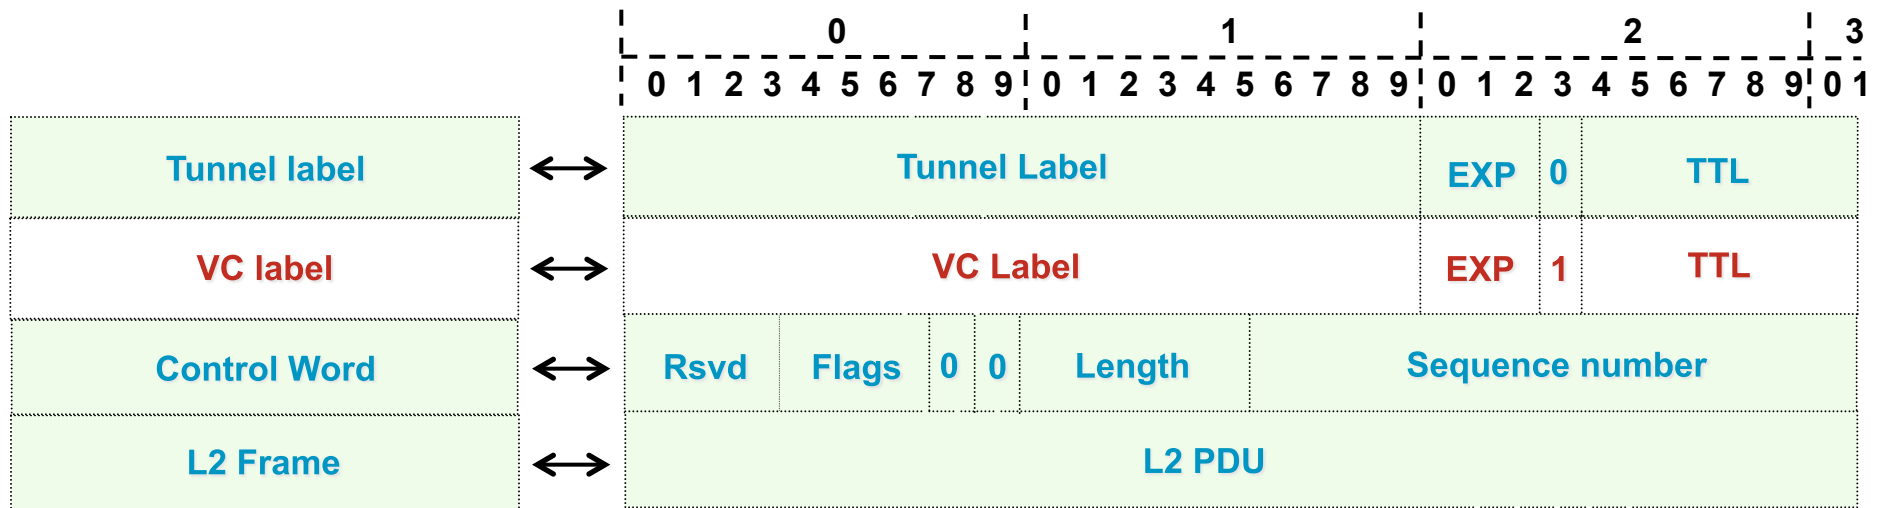 0 1 2 3
0 1 2 3 4 5 6 7 8 9 0 1 2 3 4 5 6 7 8 9 0 1 2 3 4 5 6 7 8 9 0 1
Tunnel label Tunnel Label EXP 0 TTL
VC label VC Label EXP 1 TTL
Control Word Rsvd Flags 0 0 Length Sequence number
L2 Frame L2 PDU